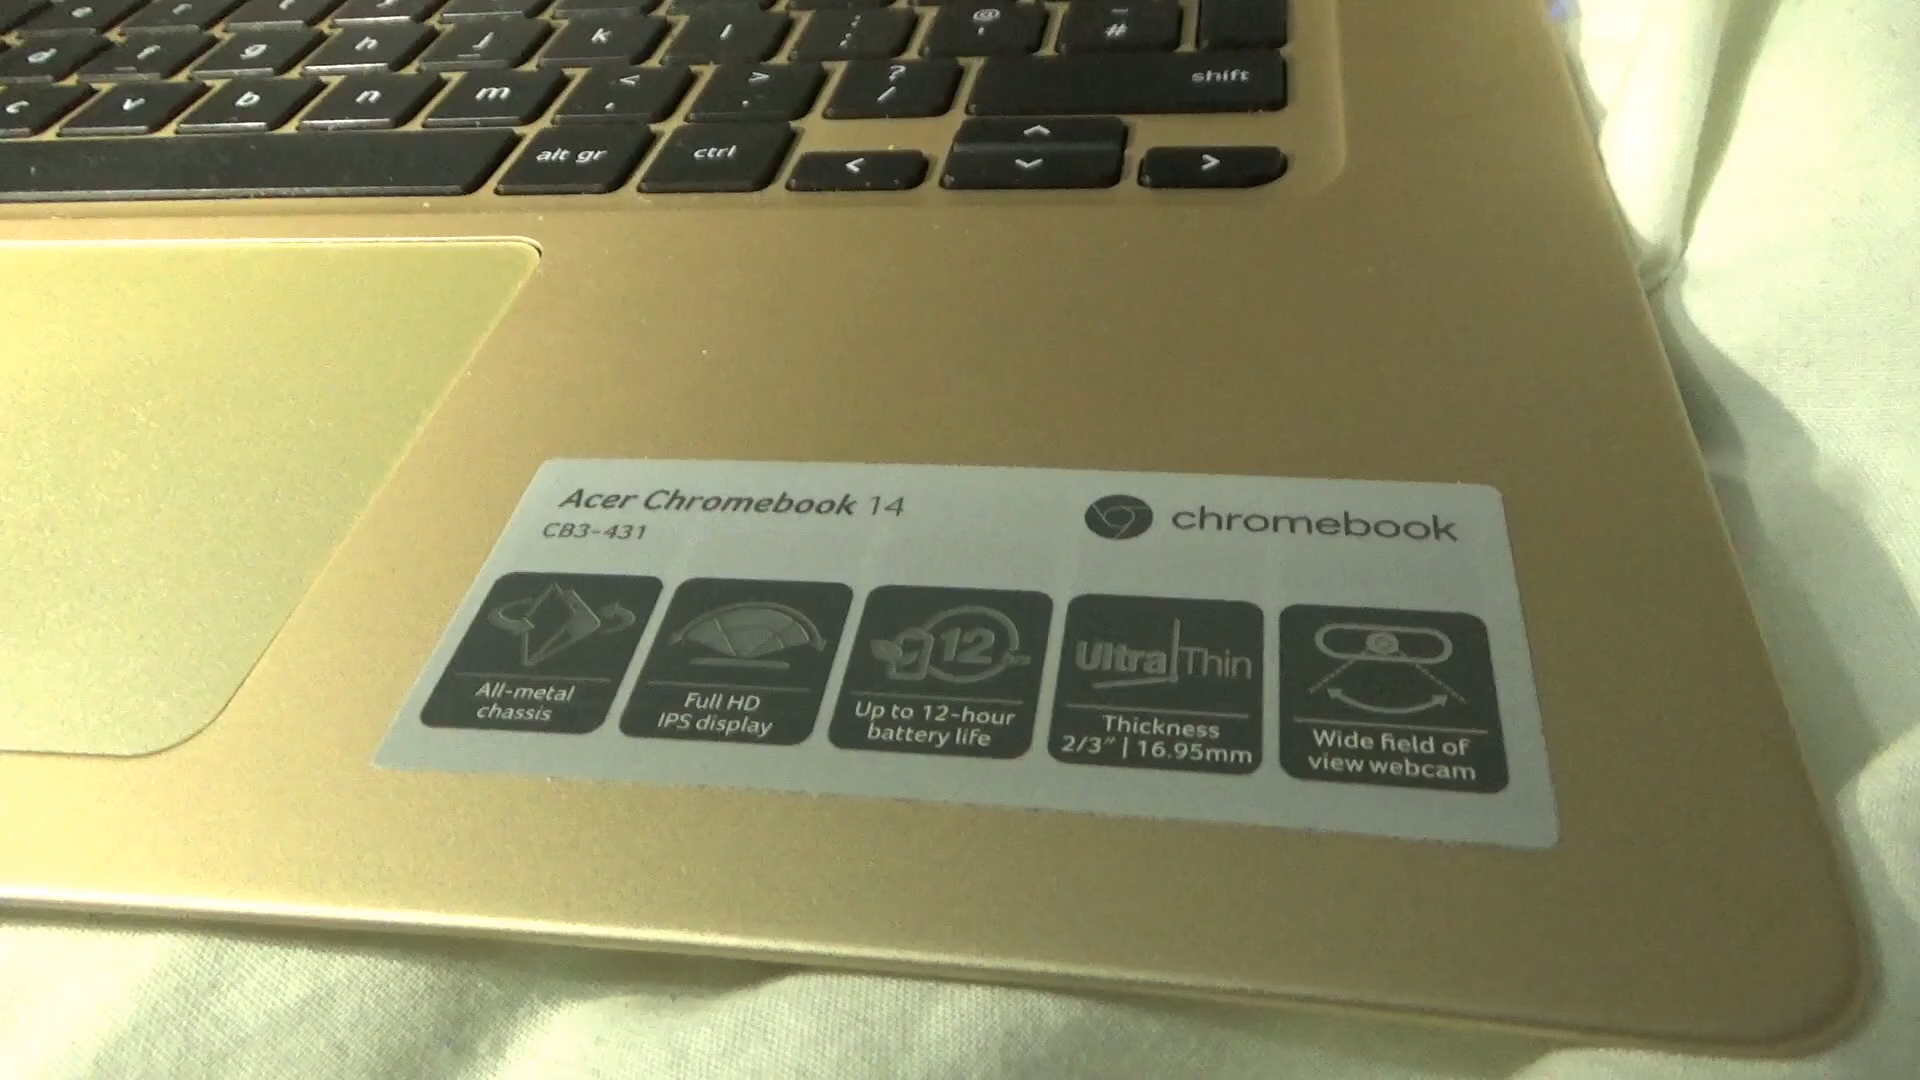 d f g h j k l : ; @ ' ~ #
c v b n m < , > . ? / shift
alt gr ctrl < ^ v >
Acer Chromebook 14
CB3-431
chromebook
All-metal
chassis
Full HD
IPS display
12
Up to 12-hour
battery life
UltraThin
Thickness
2/3" | 16.95mm
Wide field of
view webcam